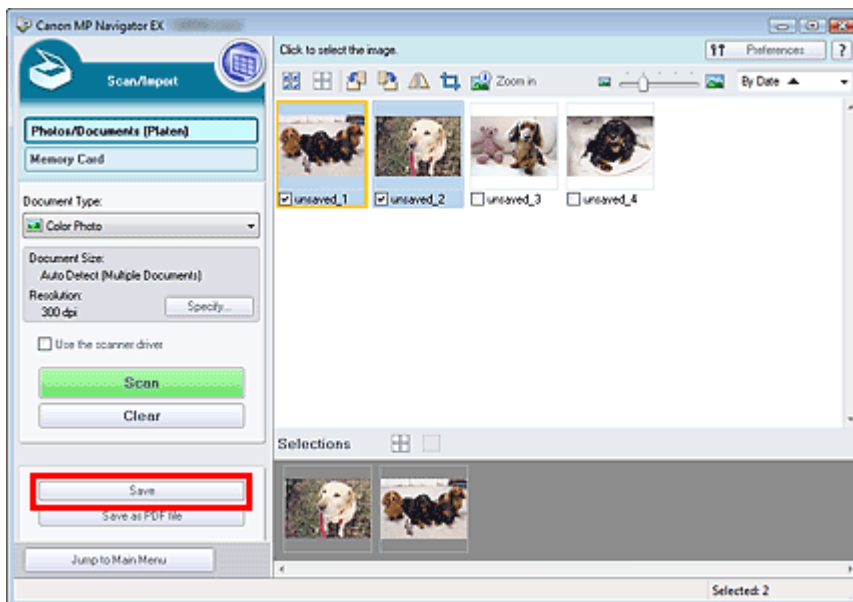 Canon MP Navigator EX
Scan/Import
Photos/Documents (Platen)
Memory Card
Document Type:
Color Photo
Document Size:
Auto Detect (Multiple Documents)
Resolution:
300 dpi
Specify...
Use the scanner driver
Scan
Clear
Save
Save as PDF file
Jump to Main Menu
Click to select the image.
Preferences
?
Zoom in
By Date
unsaved_1
unsaved_2
unsaved_3
unsaved_4
Selections
Selected: 2